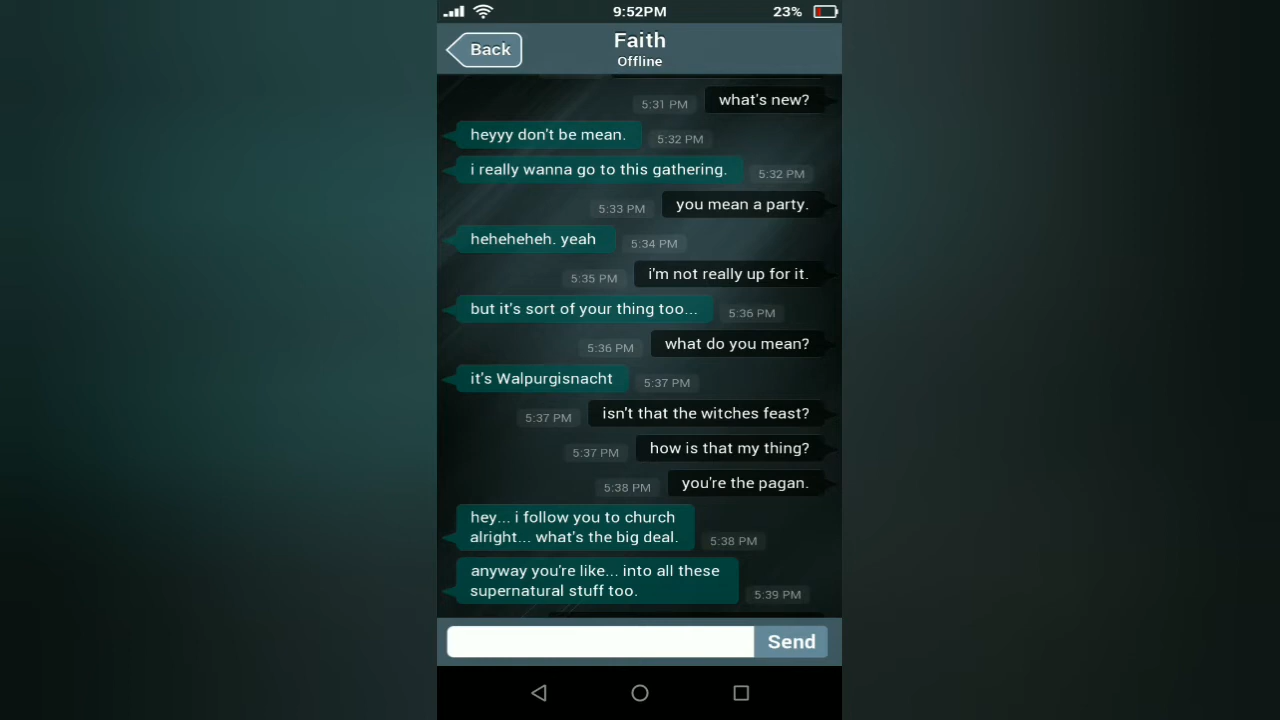 9:52PM
23%
Back
Faith
Offline
5:31 PM
what's new?
heyyy don't be mean.
5:32 PM
i really wanna go to this gathering.
5:32 PM
5:33 PM
you mean a party.
heheheheh. yeah
5:34 PM
5:35 PM
i'm not really up for it.
but it's sort of your thing too...
5:36 PM
5:36 PM
what do you mean?
it's Walpurgisnacht
5:37 PM
5:37 PM
isn't that the witches feast?
5:37 PM
how is that my thing?
5:38 PM
you're the pagan.
hey... i follow you to church
alright... what's the big deal.
5:38 PM
anyway you're like... into all these
supernatural stuff too.
5:39 PM
Send